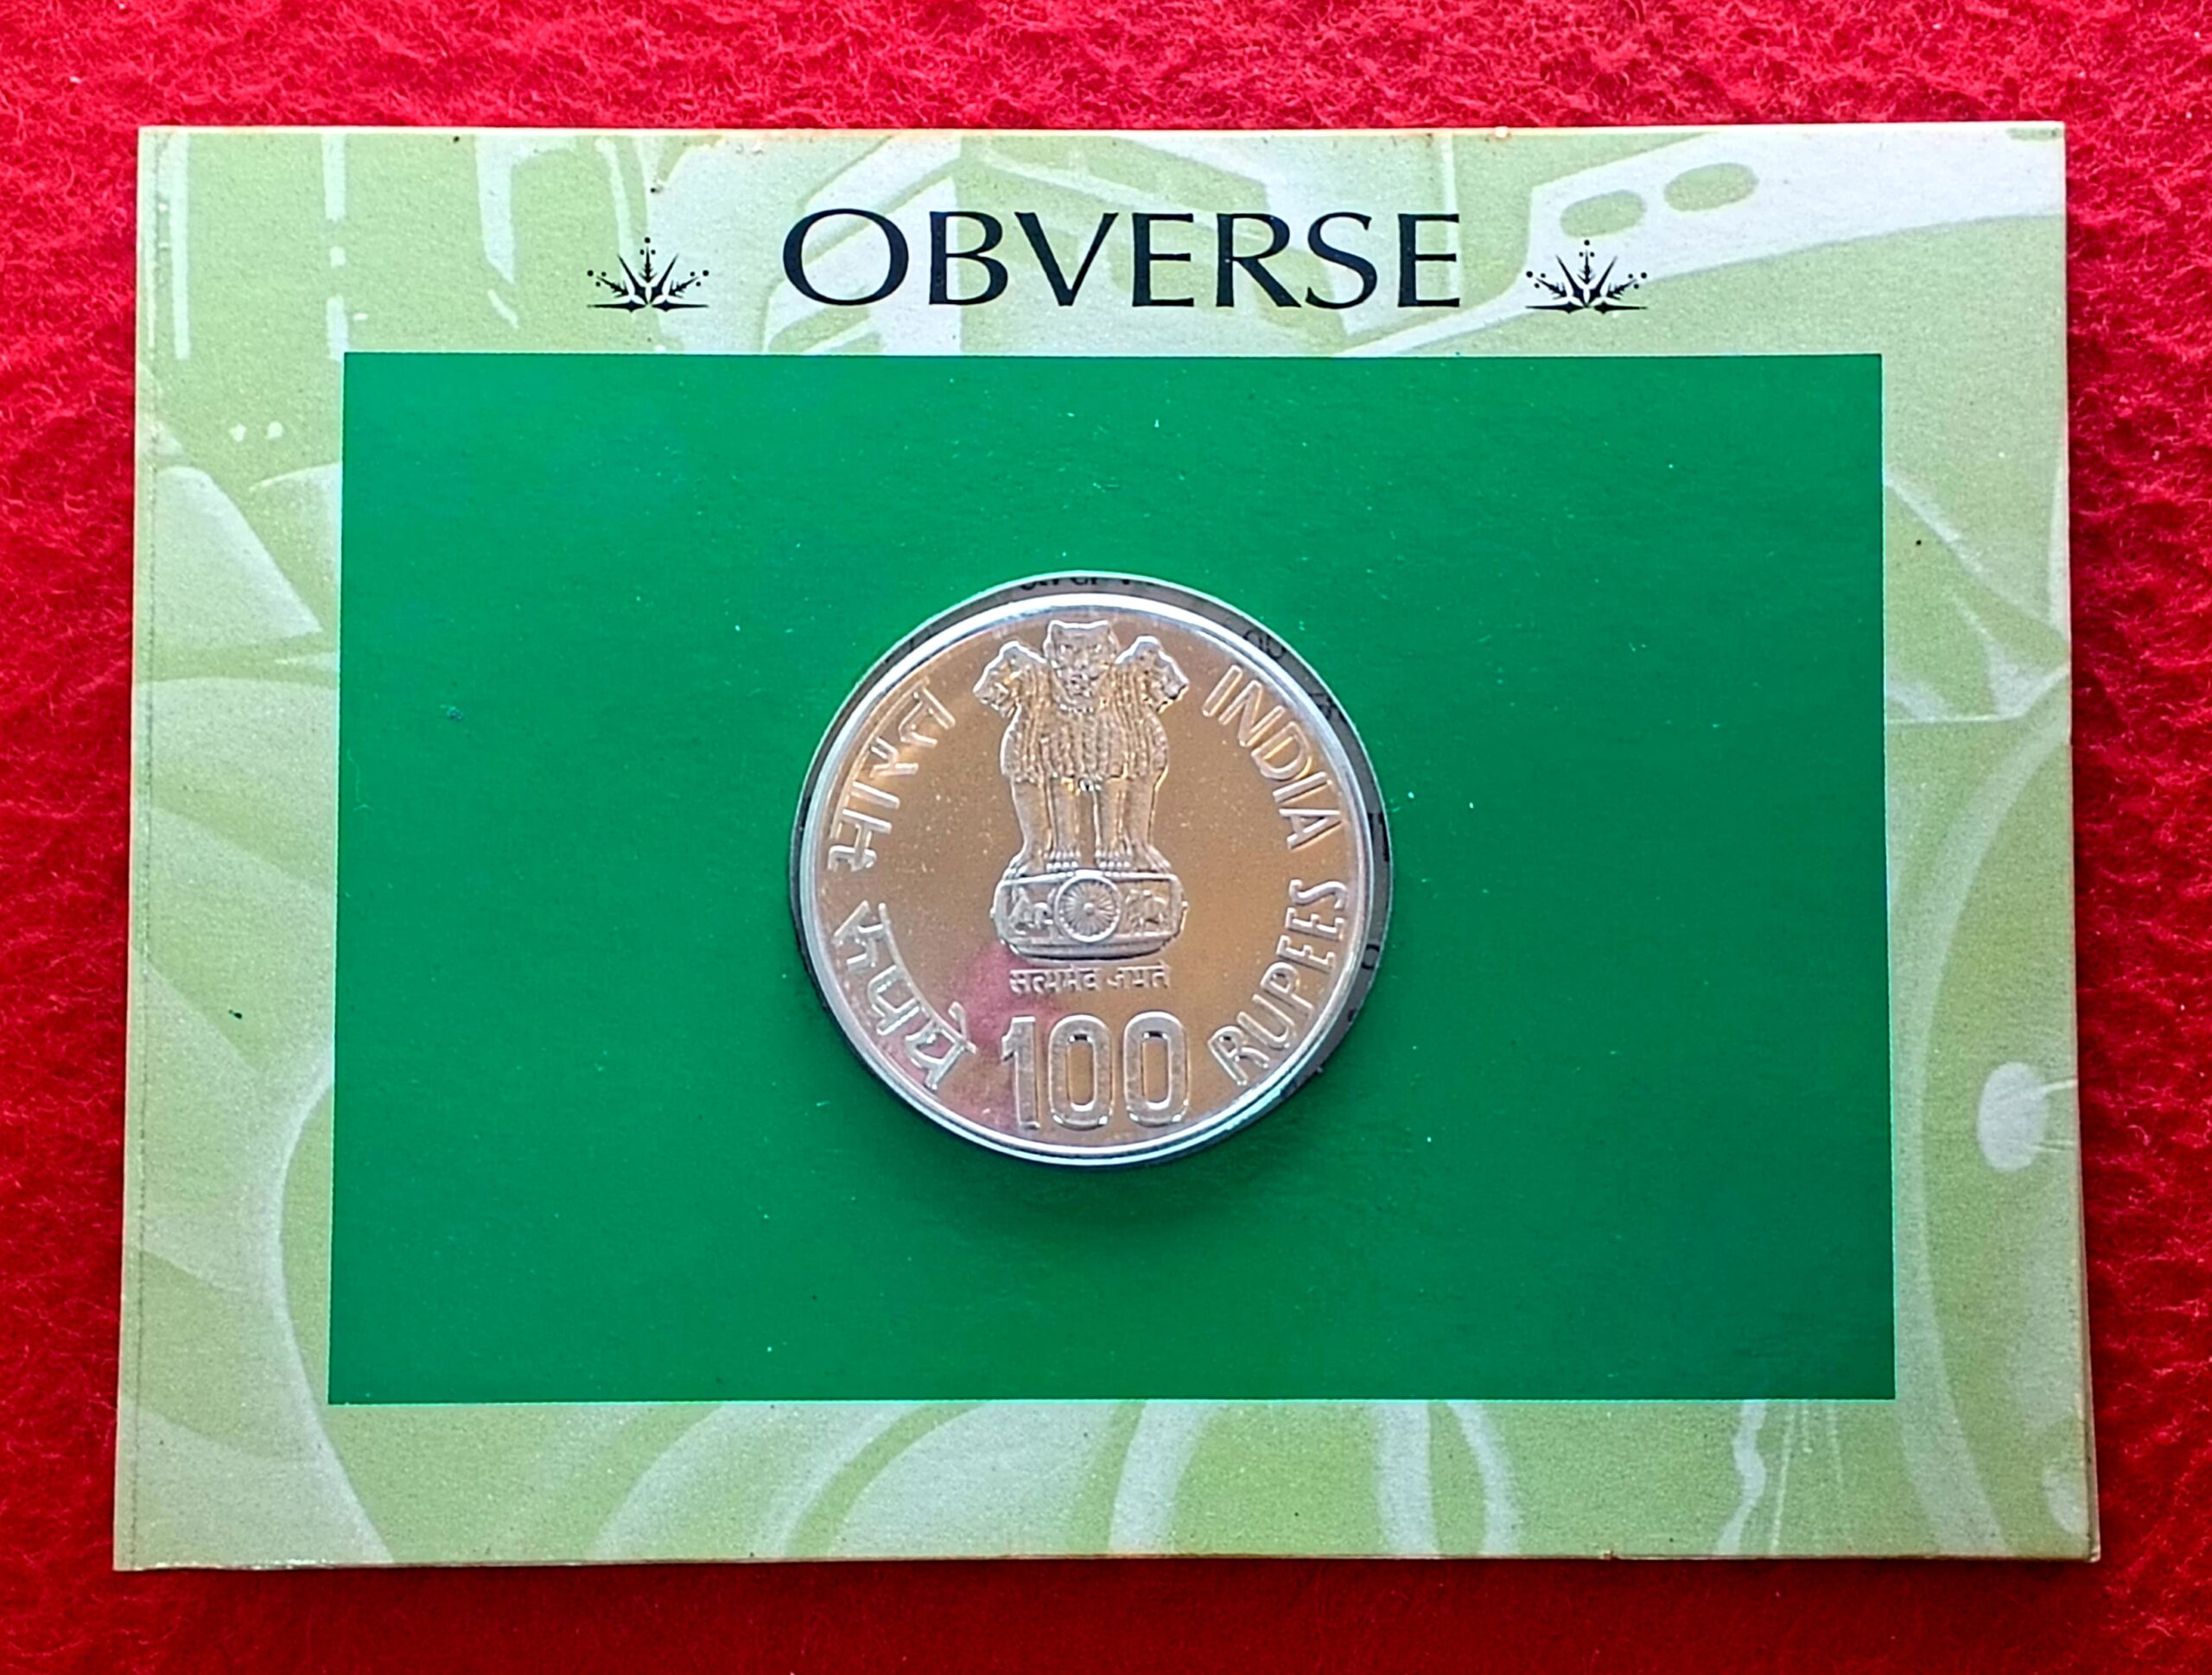 OBVERSE
भारत
INDIA
रुपये
RUPEES
सत्यमेव जयते
100